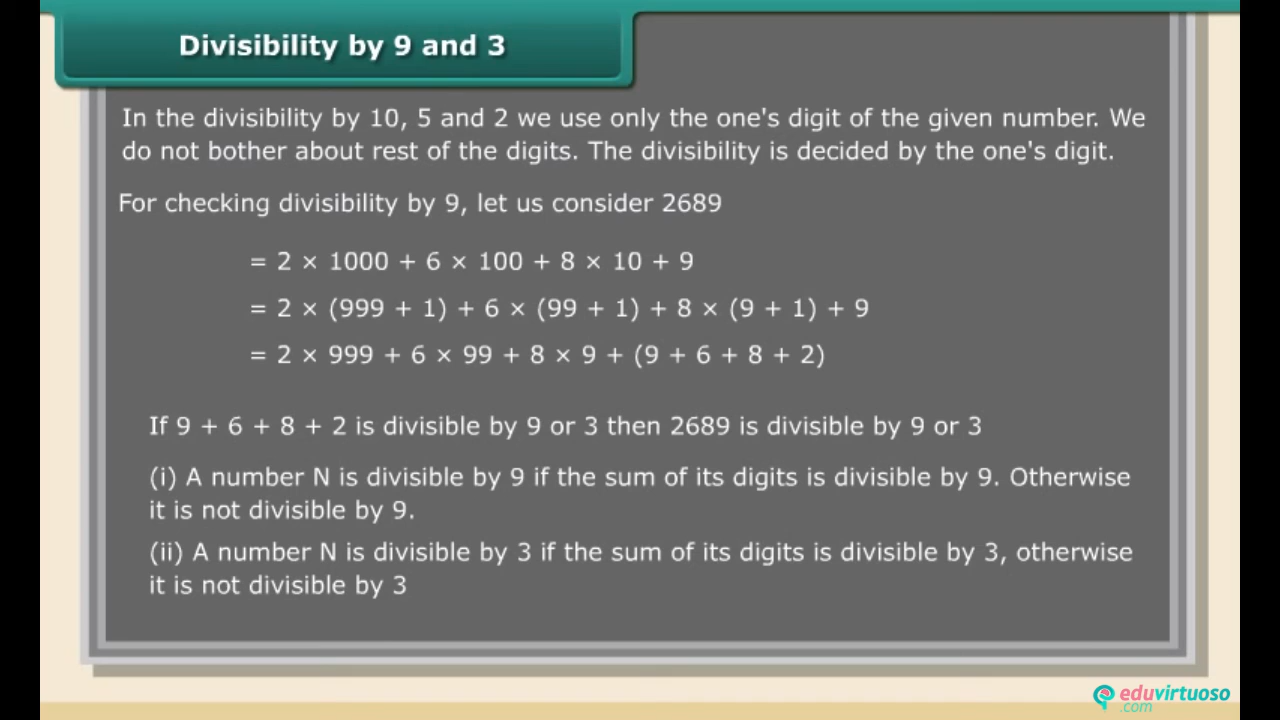 Divisibility by 9 and 3
In the divisibility by 10, 5 and 2 we use only the one's digit of the given number. We
do not bother about rest of the digits. The divisibility is decided by the one's digit.
For checking divisibility by 9, let us consider 2689
= 2 × 1000 + 6 × 100 + 8 × 10 + 9
= 2 × (999 + 1) + 6 × (99 + 1) + 8 × (9 + 1) + 9
= 2 × 999 + 6 × 99 + 8 × 9 + (9 + 6 + 8 + 2)
If 9 + 6 + 8 + 2 is divisible by 9 or 3 then 2689 is divisible by 9 or 3
(i) A number N is divisible by 9 if the sum of its digits is divisible by 9. Otherwise
it is not divisible by 9.
(ii) A number N is divisible by 3 if the sum of its digits is divisible by 3, otherwise
it is not divisible by 3
eduvirtuoso
.com